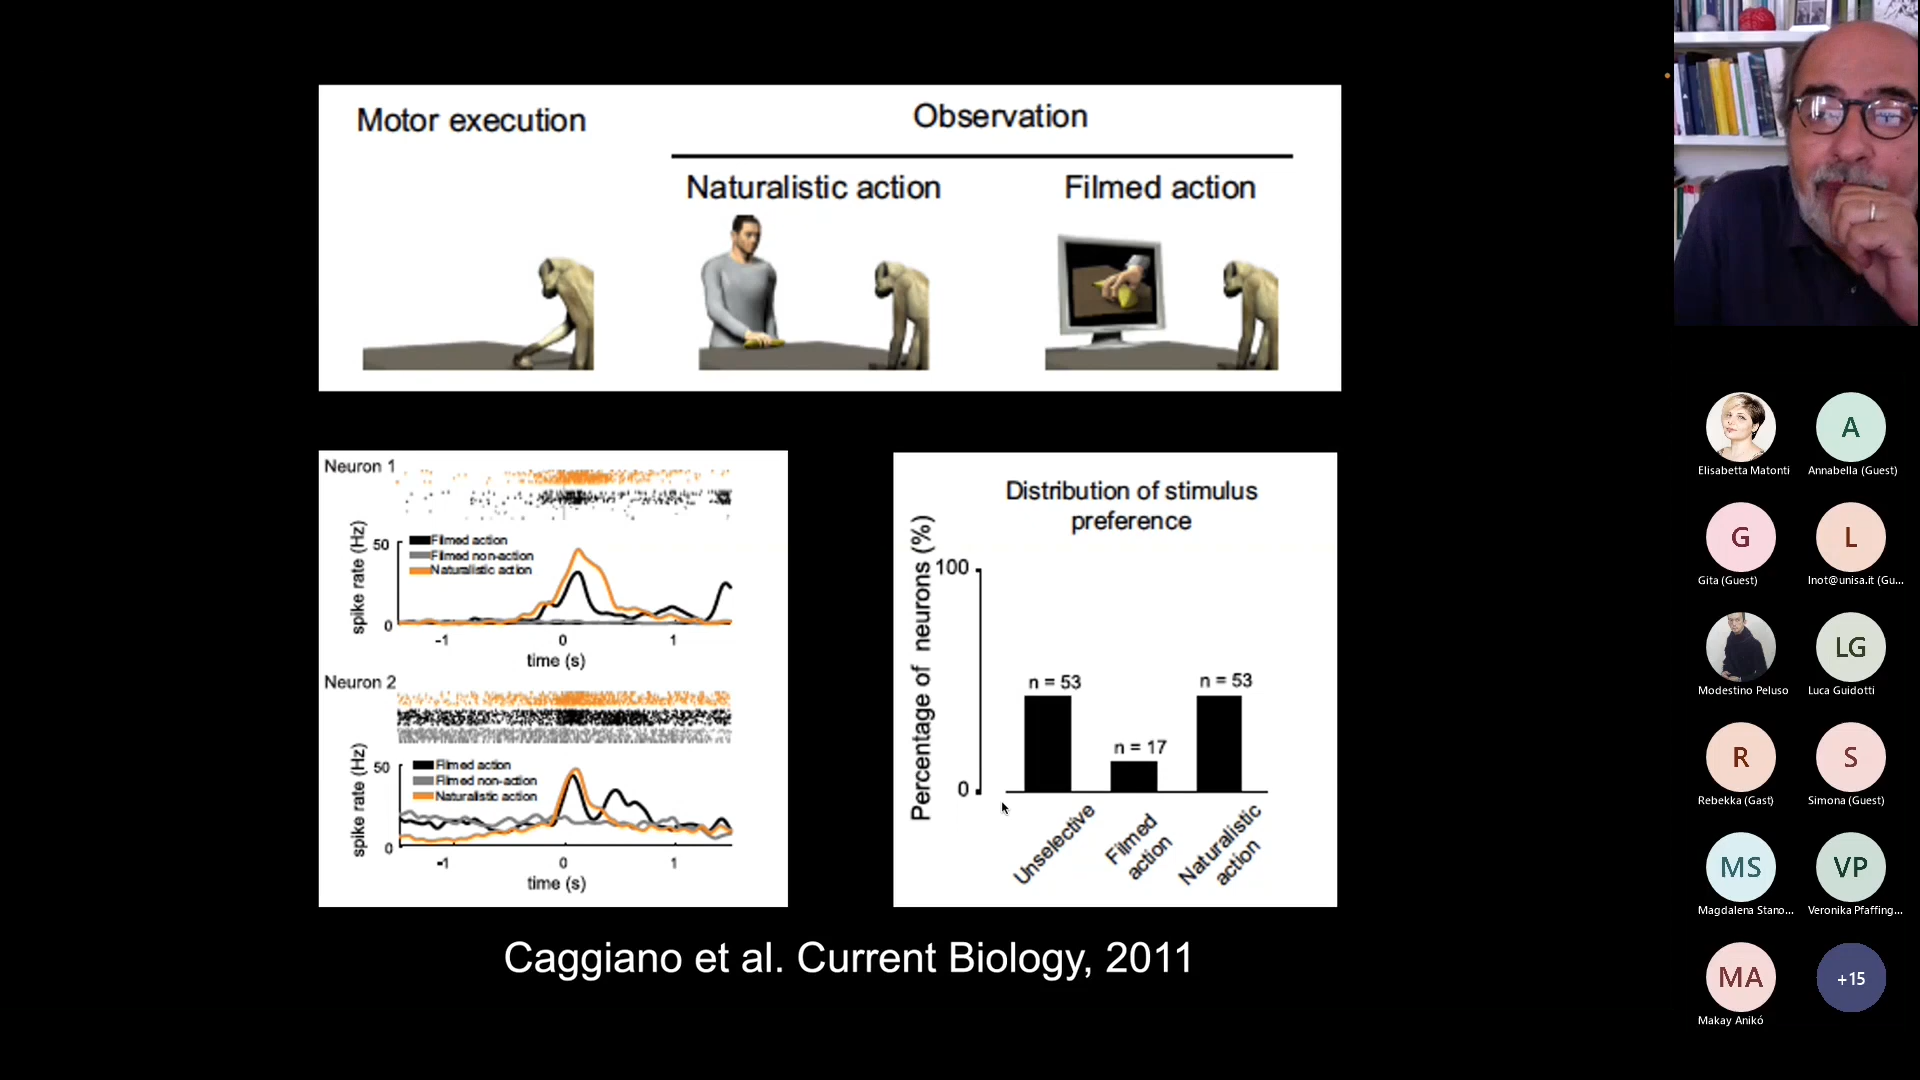 Motor execution
Observation
Naturalistic action
Filmed action
Neuron 1
spike rate (Hz)
50
0
Filmed action
Filmed non-action
Naturalistic action
-1
0
1
time (s)
Neuron 2
spike rate (Hz)
50
0
Filmed action
Filmed non-action
Naturalistic action
-1
0
1
time (s)
Distribution of stimulus
preference
Percentage of neurons (%)
100
0
n = 53
n = 17
n = 53
Unselective
Filmed
action
Naturalistic
action
Caggiano et al. Current Biology, 2011
Elisabetta Matonti
A
Annabella (Guest)
G
Gita (Guest)
L
lnot@unisa.it (Gu...
Modestino Peluso
LG
Luca Guidotti
R
Rebekka (Gast)
S
Simona (Guest)
MS
Magdalena Stano...
VP
Veronika Pfaffing...
MA
Makay Anikó
+15